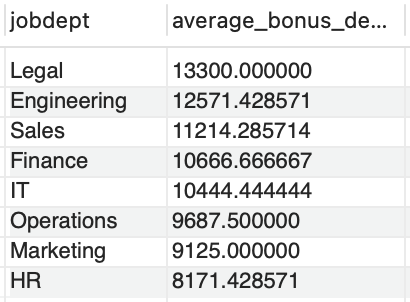 jobdept average_bonus_de...
Legal 13300.000000
Engineering 12571.428571
Sales 11214.285714
Finance 10666.666667
IT 10444.444444
Operations 9687.500000
Marketing 9125.000000
HR 8171.428571